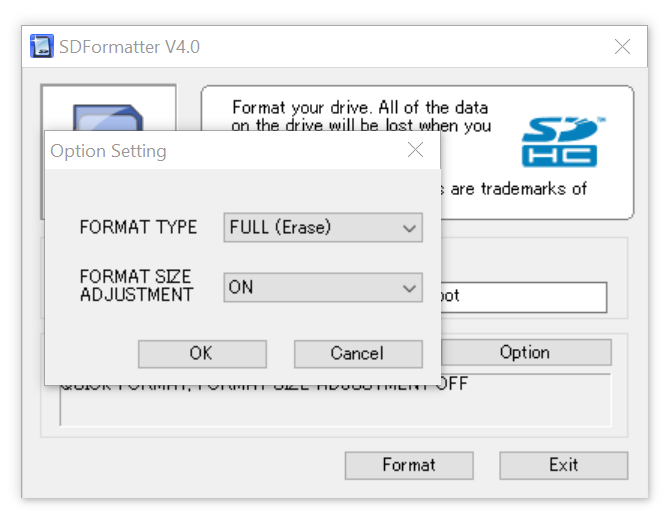 SDFormatter V4.0
Format your drive. All of the data
on the drive will be lost when you
are trademarks of
SD
HC
TM
Option Setting
FORMAT TYPE
FULL (Erase)
FORMAT SIZE
ADJUSTMENT
ON
OK
Cancel
Option
QUICK FORMAT, FORMAT SIZE ADJUSTMENT OFF
Format
Exit